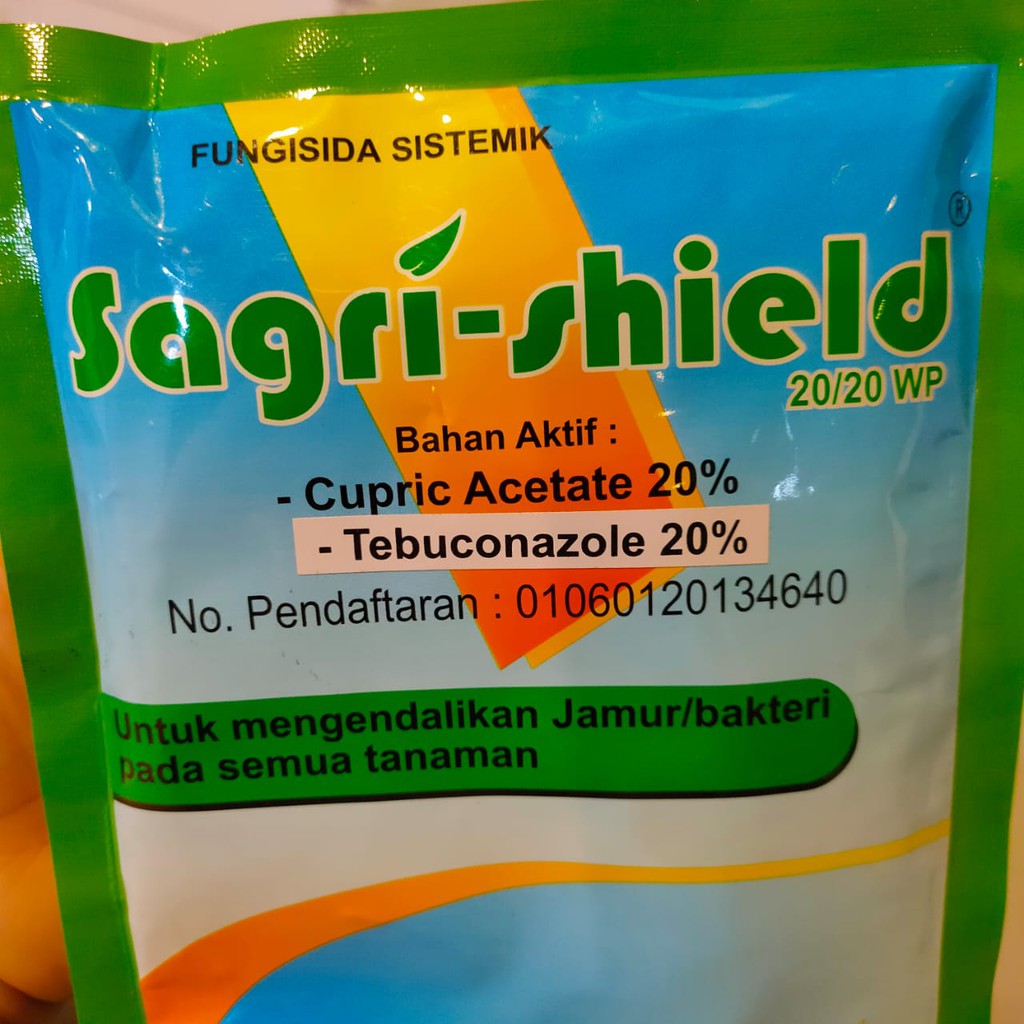 FUNGISIDA SISTEMIK
Sagri-shield®
20/20 WP
Bahan Aktif :
- Cupric Acetate 20%
- Tebuconazole 20%
No. Pendaftaran : 01060120134640
Untuk mengendalikan Jamur/bakteri
pada semua tanaman